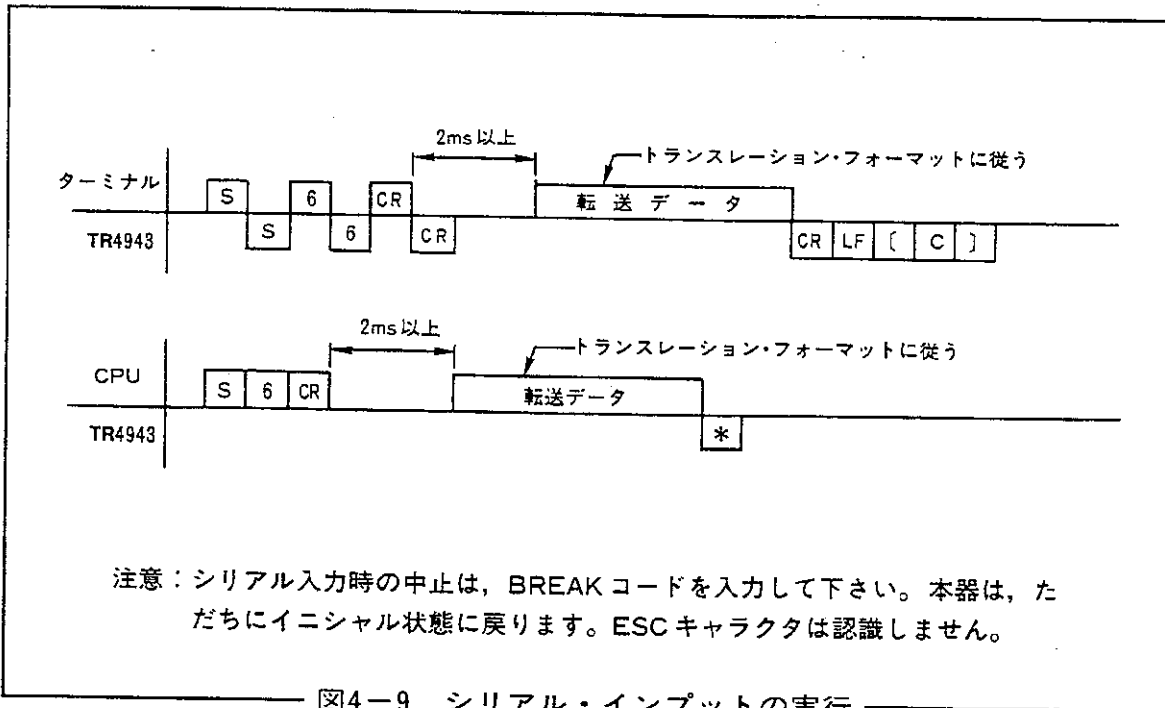 2ms以上
トランスレーション・フォーマットに従う
ターミナル
S 6 CR 転送データ
TR4943
S 6 CR CR LF [ C ]
2ms以上
トランスレーション・フォーマットに従う
CPU
S 6 CR 転送データ
TR4943
*
注意：シリアル入力時の中止は，BREAKコードを入力して下さい。本器は，た
だちにイニシャル状態に戻ります。ESCキャラクタは認識しません。
図4－9 シリアル・インプットの実行